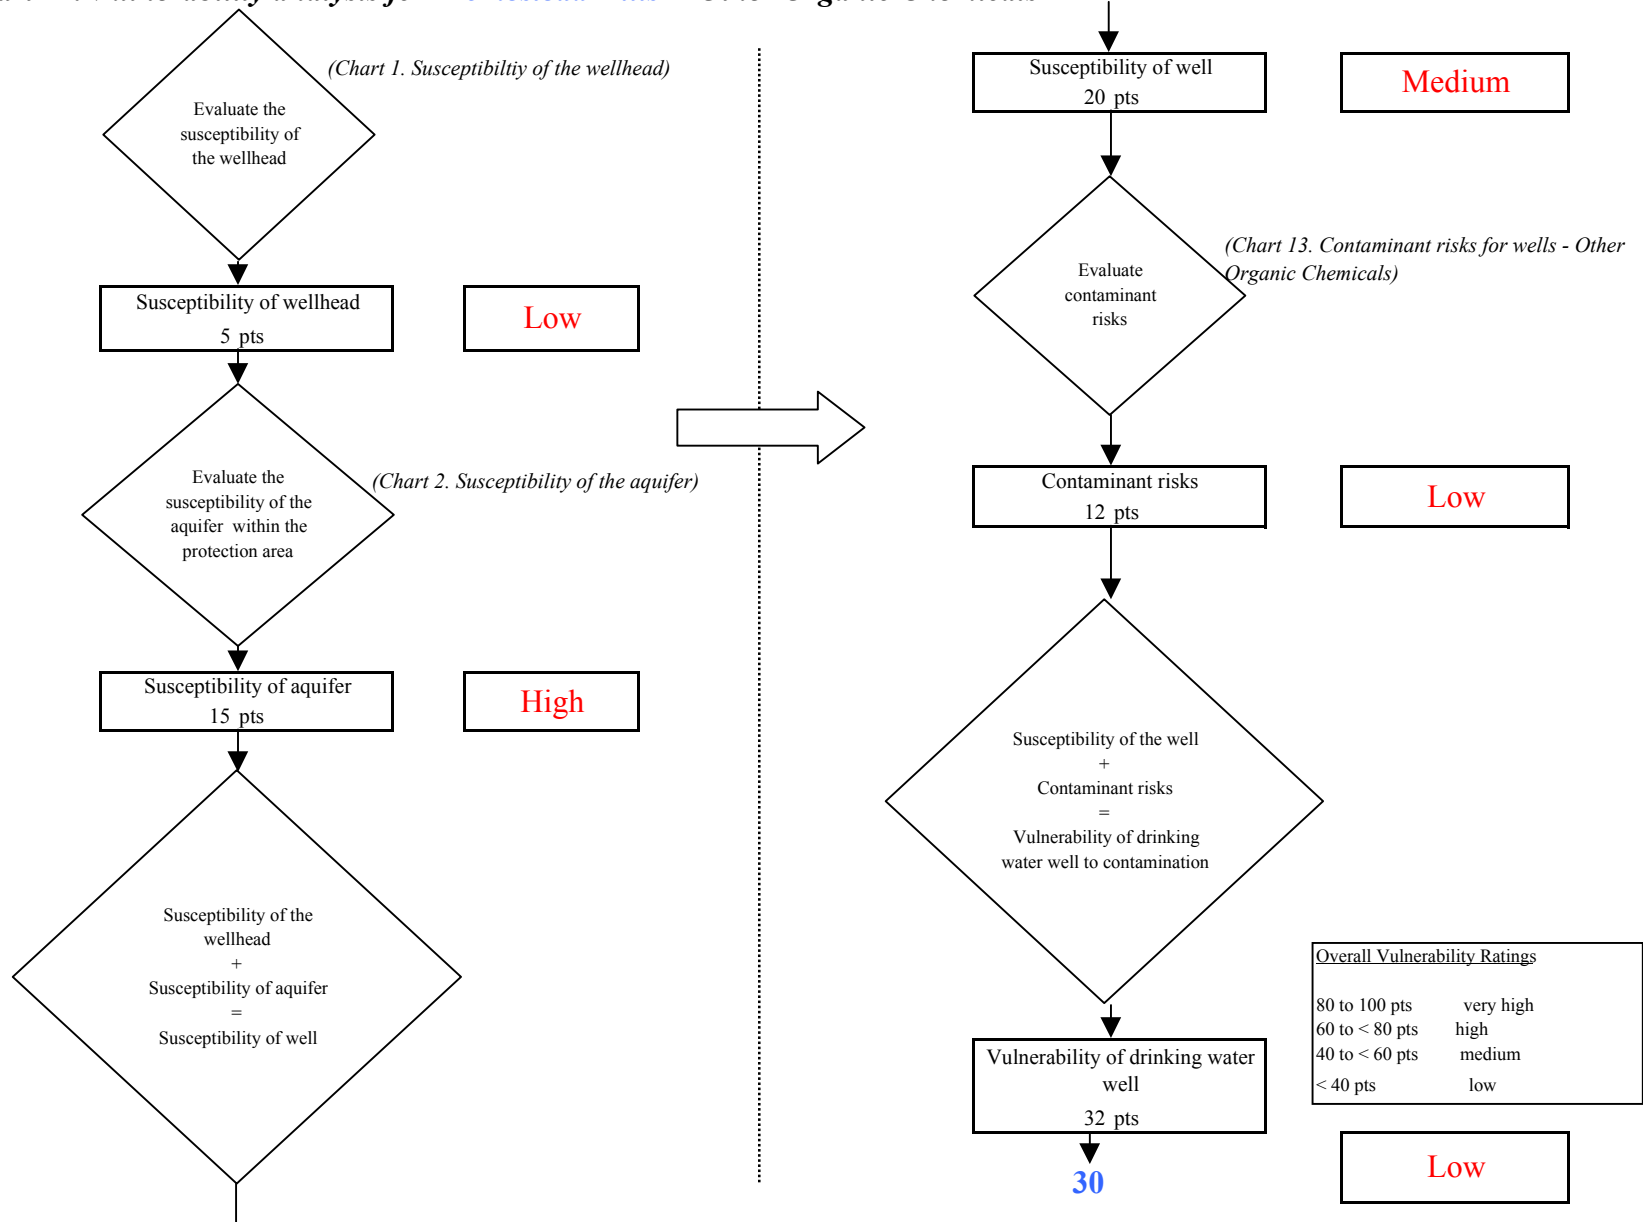 (Chart 1. Susceptibiltiy of the wellhead)
Evaluate the
susceptibility of
the wellhead
Susceptibility of wellhead
5 pts
Low
Evaluate the
susceptibility of the
aquifer within the
protection area
(Chart 2. Susceptibility of the aquifer)
Susceptibility of aquifer
15 pts
High
Susceptibility of the
wellhead
+
Susceptibility of aquifer
=
Susceptibility of well
Susceptibility of well
20 pts
Medium
Evaluate
contaminant
risks
(Chart 13. Contaminant risks for wells - Other
Organic Chemicals)
Contaminant risks
12 pts
Low
Susceptibility of the well
+
Contaminant risks
=
Vulnerability of drinking
water well to contamination
Overall Vulnerability Ratings
80 to 100 pts very high
60 to < 80 pts high
40 to < 60 pts medium
< 40 pts low
Vulnerability of drinking water
well
32 pts
30
Low